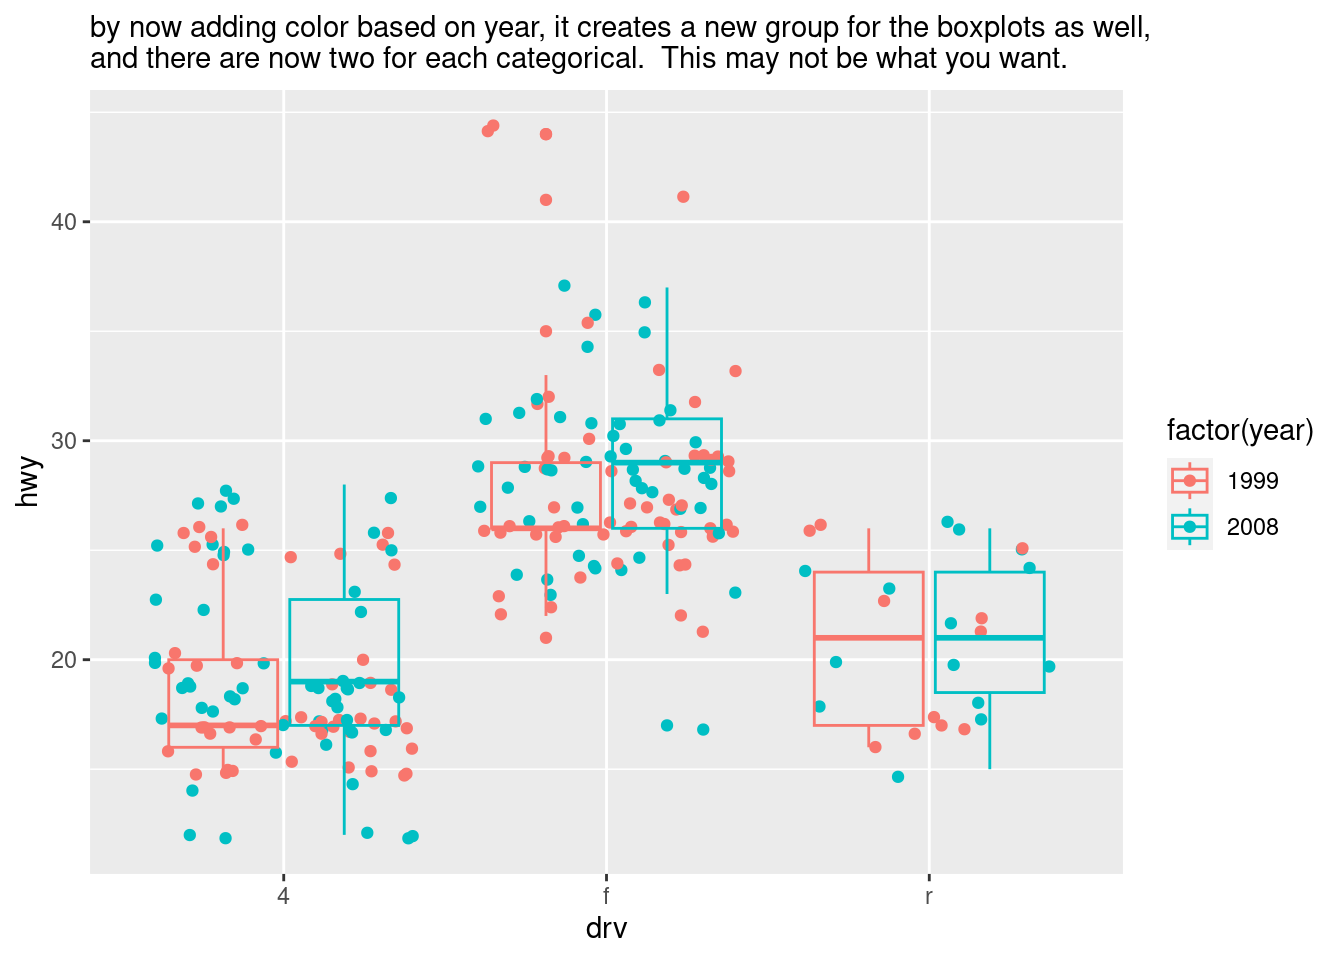 by now adding color based on year, it creates a new group for the boxplots as well,
and there are now two for each categorical.  This may not be what you want.
40
30
20
hwy
4
f
r
drv
factor(year)
1999
2008